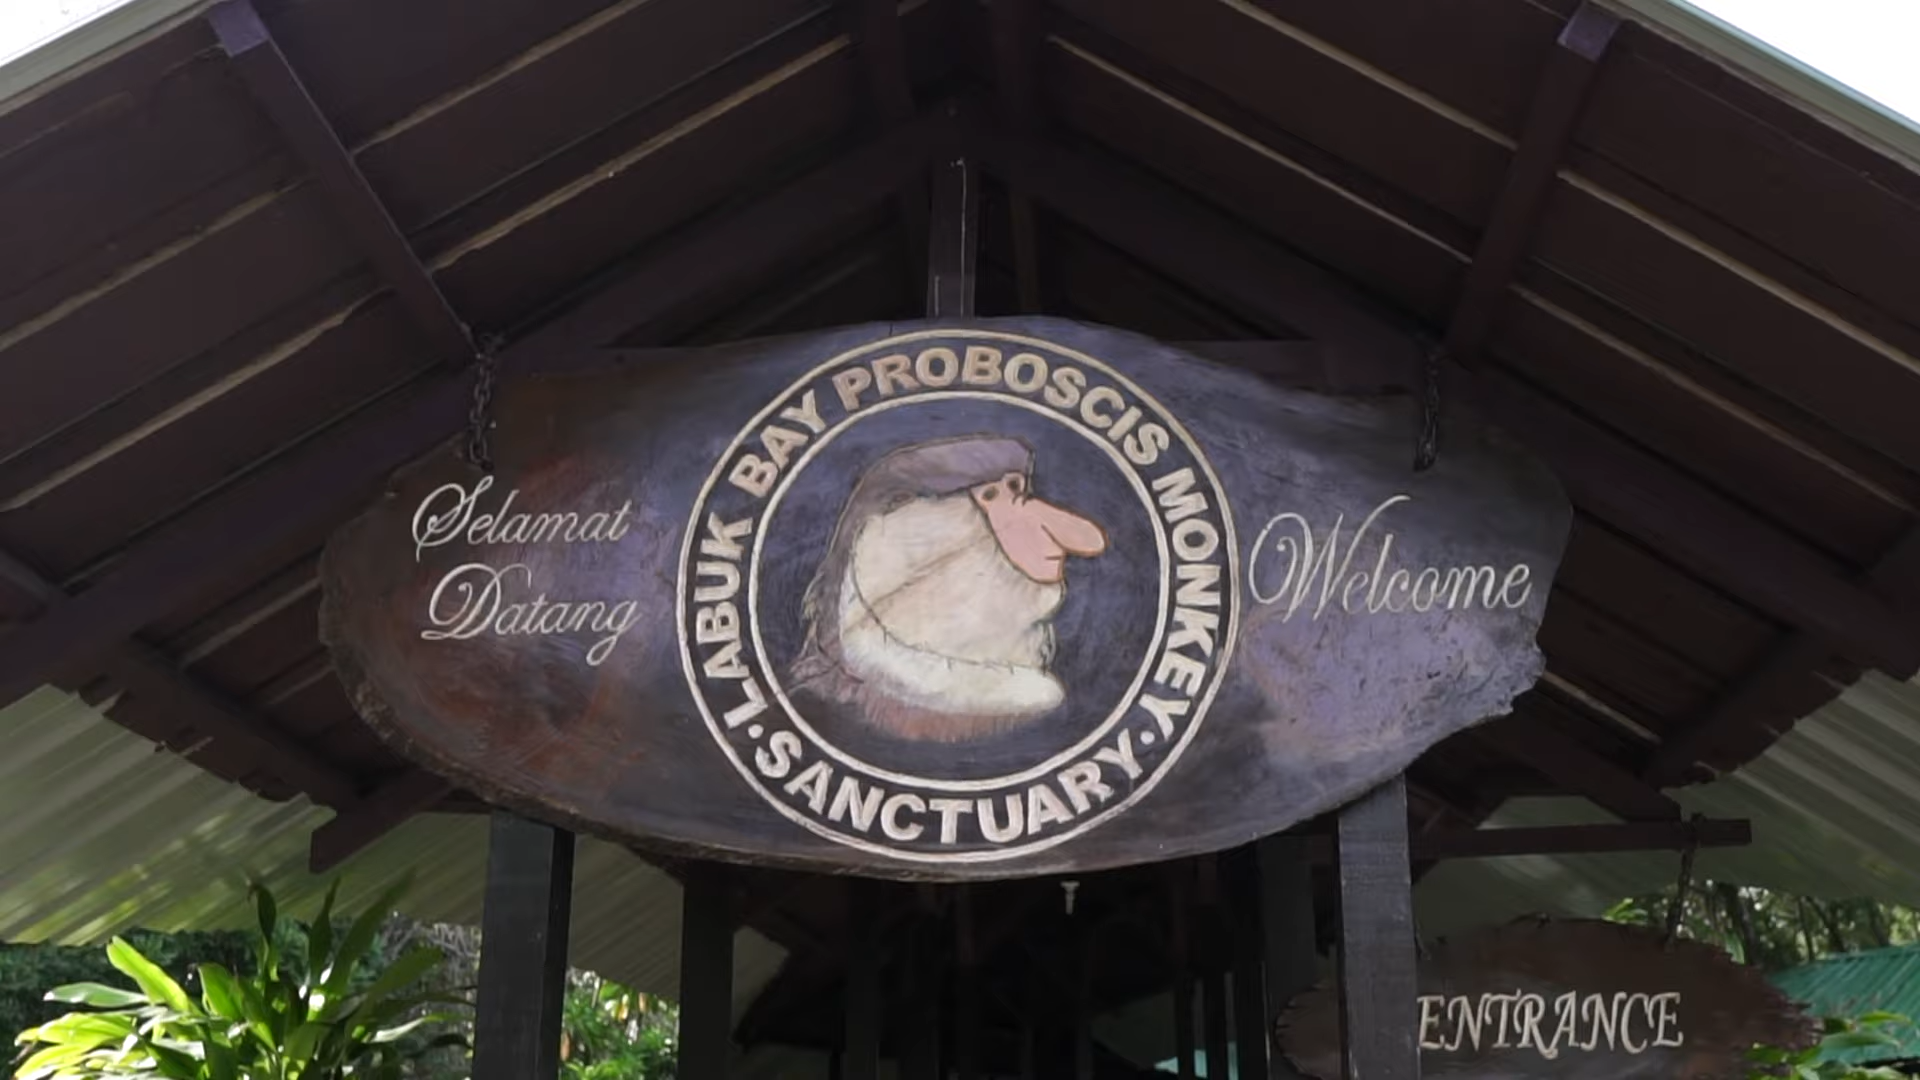 Selamat
Datang
LABUK BAY PROBOSCIS MONKEY
• SANCTUARY •
Welcome
ENTRANCE